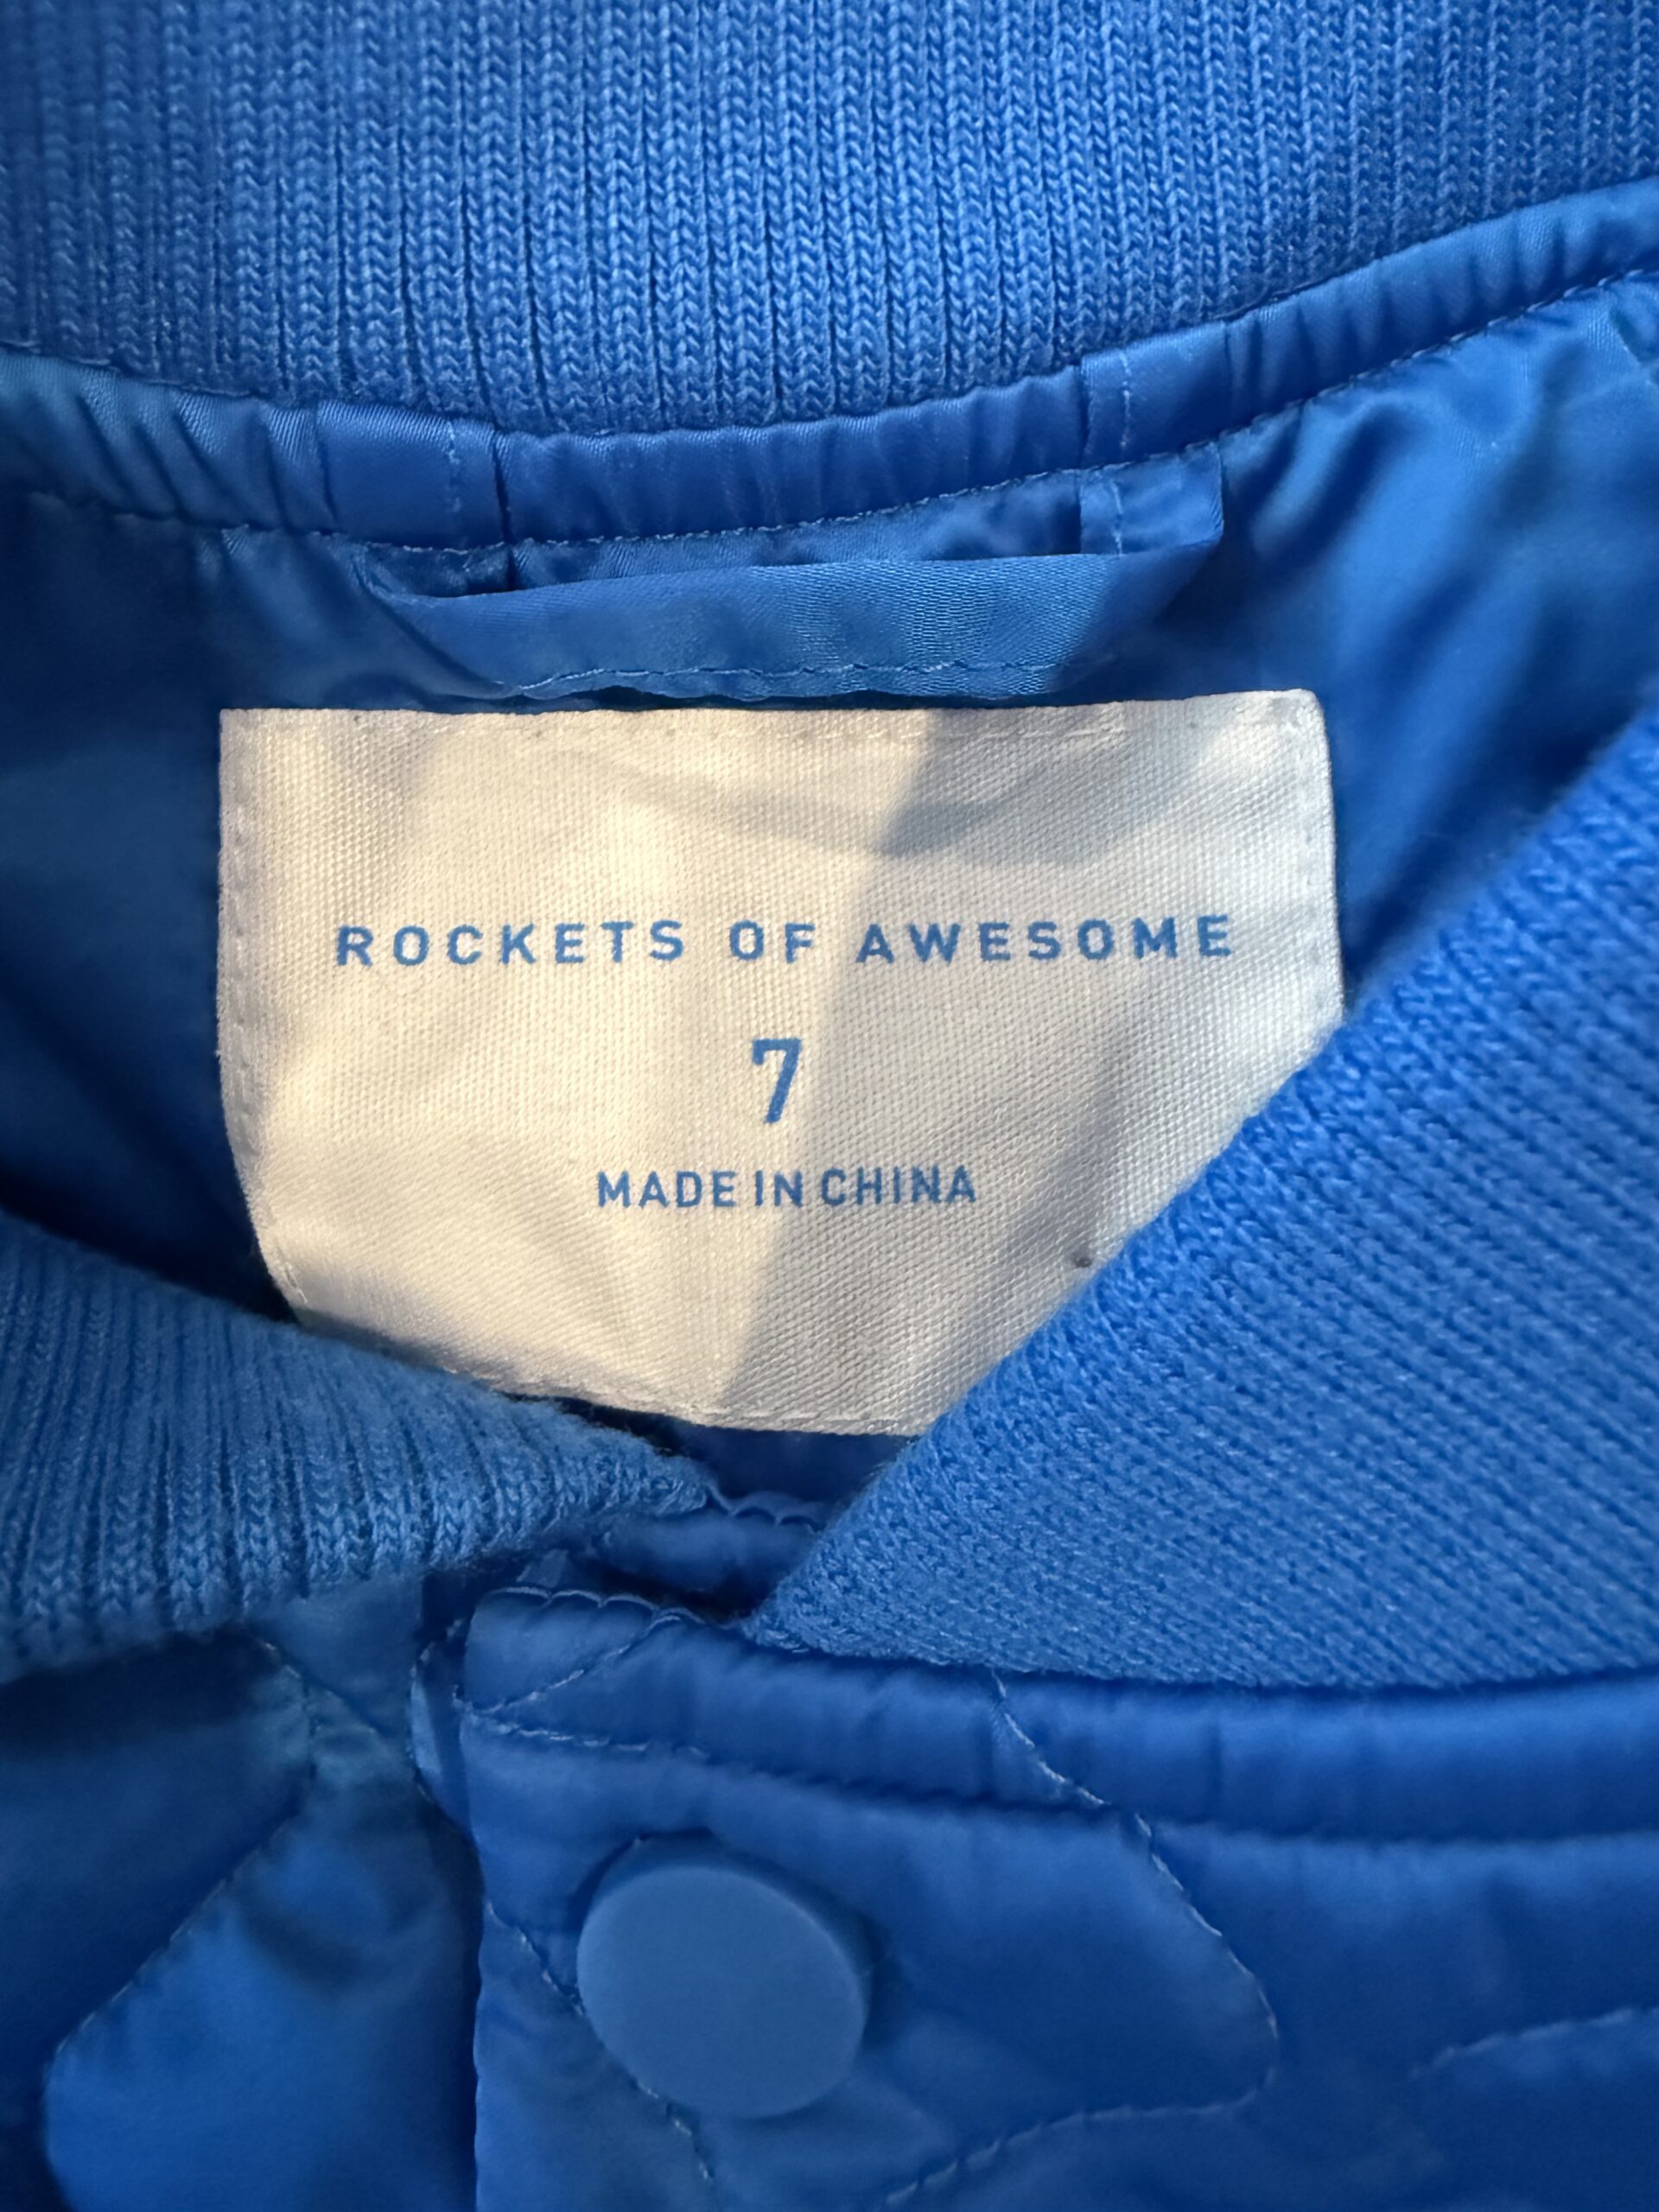 ROCKETS OF AWESOME
7
MADE IN CHINA